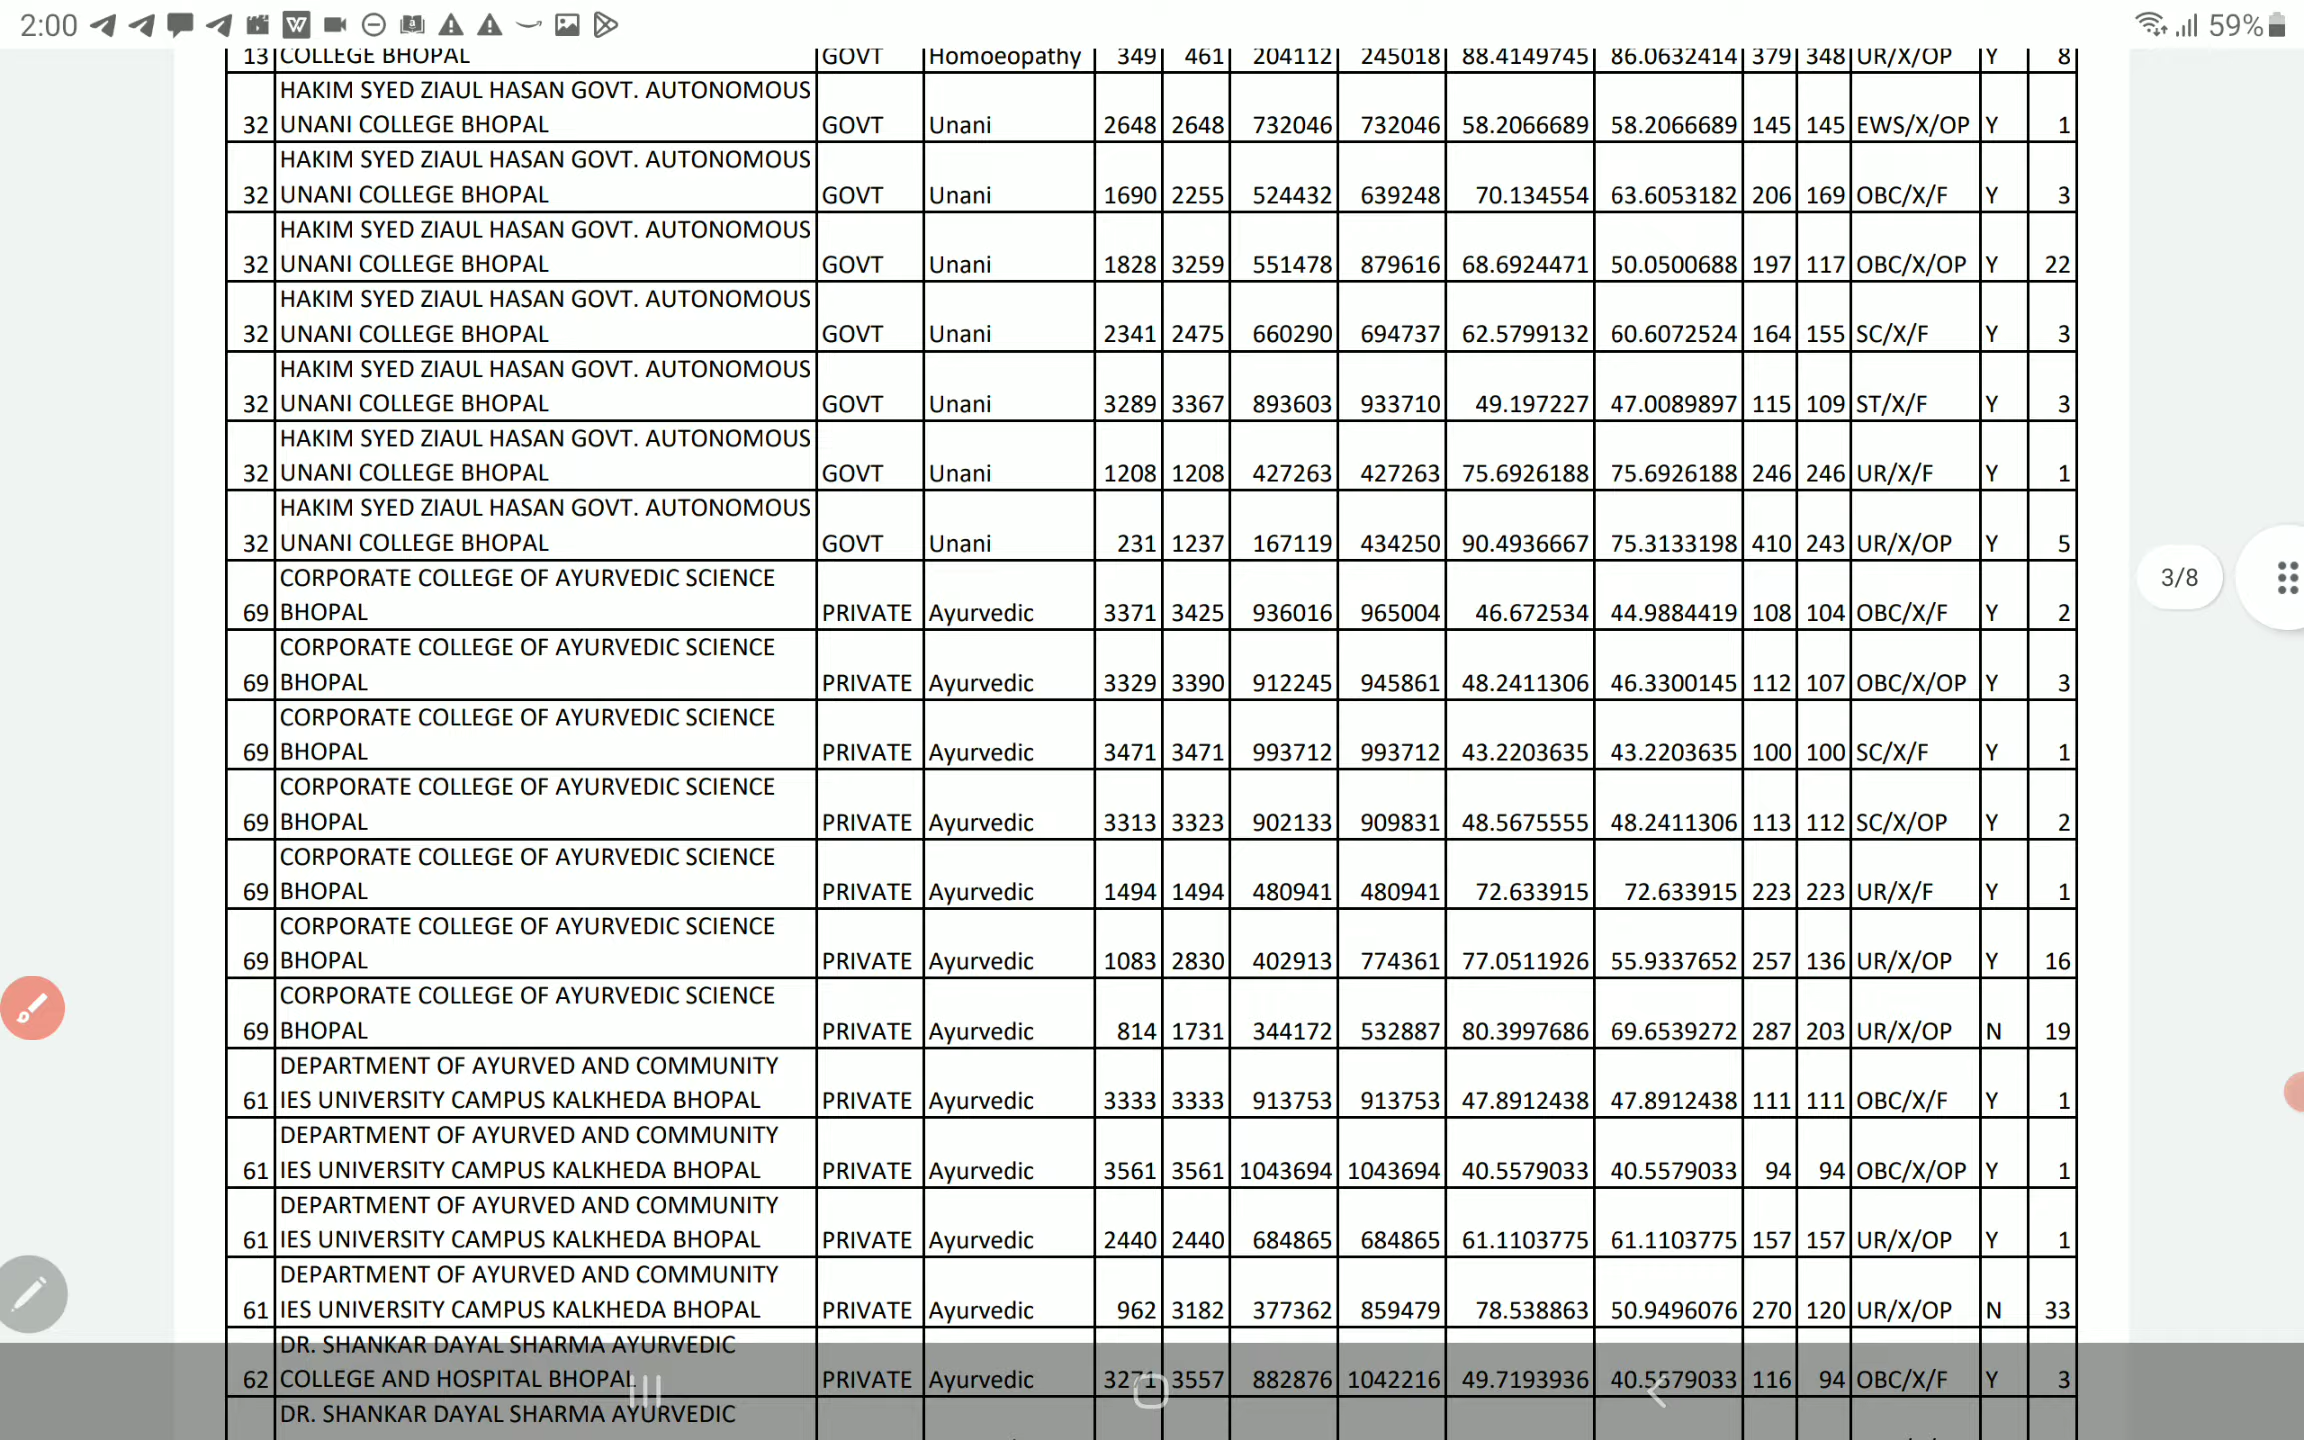 2:00 59%
13 COLLEGE BHOPAL GOVT Homoeopathy 349 461 204112 245018 88.4149745 86.0632414 379 348 UR/X/OP Y 8
HAKIM SYED ZIAUL HASAN GOVT. AUTONOMOUS
32 UNANI COLLEGE BHOPAL GOVT Unani 2648 2648 732046 732046 58.2066689 58.2066689 145 145 EWS/X/OP Y 1
HAKIM SYED ZIAUL HASAN GOVT. AUTONOMOUS
32 UNANI COLLEGE BHOPAL GOVT Unani 1690 2255 524432 639248 70.134554 63.6053182 206 169 OBC/X/F Y 3
HAKIM SYED ZIAUL HASAN GOVT. AUTONOMOUS
32 UNANI COLLEGE BHOPAL GOVT Unani 1828 3259 551478 879616 68.6924471 50.0500688 197 117 OBC/X/OP Y 22
HAKIM SYED ZIAUL HASAN GOVT. AUTONOMOUS
32 UNANI COLLEGE BHOPAL GOVT Unani 2341 2475 660290 694737 62.5799132 60.6072524 164 155 SC/X/F Y 3
HAKIM SYED ZIAUL HASAN GOVT. AUTONOMOUS
32 UNANI COLLEGE BHOPAL GOVT Unani 3289 3367 893603 933710 49.197227 47.0089897 115 109 ST/X/F Y 3
HAKIM SYED ZIAUL HASAN GOVT. AUTONOMOUS
32 UNANI COLLEGE BHOPAL GOVT Unani 1208 1208 427263 427263 75.6926188 75.6926188 246 246 UR/X/F Y 1
HAKIM SYED ZIAUL HASAN GOVT. AUTONOMOUS
32 UNANI COLLEGE BHOPAL GOVT Unani 231 1237 167119 434250 90.4936667 75.3133198 410 243 UR/X/OP Y 5
3/8
CORPORATE COLLEGE OF AYURVEDIC SCIENCE
69 BHOPAL PRIVATE Ayurvedic 3371 3425 936016 965004 46.672534 44.9884419 108 104 OBC/X/F Y 2
CORPORATE COLLEGE OF AYURVEDIC SCIENCE
69 BHOPAL PRIVATE Ayurvedic 3329 3390 912245 945861 48.2411306 46.3300145 112 107 OBC/X/OP Y 3
CORPORATE COLLEGE OF AYURVEDIC SCIENCE
69 BHOPAL PRIVATE Ayurvedic 3471 3471 993712 993712 43.2203635 43.2203635 100 100 SC/X/F Y 1
CORPORATE COLLEGE OF AYURVEDIC SCIENCE
69 BHOPAL PRIVATE Ayurvedic 3313 3323 902133 909831 48.5675555 48.2411306 113 112 SC/X/OP Y 2
CORPORATE COLLEGE OF AYURVEDIC SCIENCE
69 BHOPAL PRIVATE Ayurvedic 1494 1494 480941 480941 72.633915 72.633915 223 223 UR/X/F Y 1
CORPORATE COLLEGE OF AYURVEDIC SCIENCE
69 BHOPAL PRIVATE Ayurvedic 1083 2830 402913 774361 77.0511926 55.9337652 257 136 UR/X/OP Y 16
CORPORATE COLLEGE OF AYURVEDIC SCIENCE
69 BHOPAL PRIVATE Ayurvedic 814 1731 344172 532887 80.3997686 69.6539272 287 203 UR/X/OP N 19
DEPARTMENT OF AYURVED AND COMMUNITY
61 IES UNIVERSITY CAMPUS KALKHEDA BHOPAL PRIVATE Ayurvedic 3333 3333 913753 913753 47.8912438 47.8912438 111 111 OBC/X/F Y 1
DEPARTMENT OF AYURVED AND COMMUNITY
61 IES UNIVERSITY CAMPUS KALKHEDA BHOPAL PRIVATE Ayurvedic 3561 3561 1043694 1043694 40.5579033 40.5579033 94 94 OBC/X/OP Y 1
DEPARTMENT OF AYURVED AND COMMUNITY
61 IES UNIVERSITY CAMPUS KALKHEDA BHOPAL PRIVATE Ayurvedic 2440 2440 684865 684865 61.1103775 61.1103775 157 157 UR/X/OP Y 1
DEPARTMENT OF AYURVED AND COMMUNITY
61 IES UNIVERSITY CAMPUS KALKHEDA BHOPAL PRIVATE Ayurvedic 962 3182 377362 859479 78.538863 50.9496076 270 120 UR/X/OP N 33
DR. SHANKAR DAYAL SHARMA AYURVEDIC
62 COLLEGE AND HOSPITAL BHOPAL PRIVATE Ayurvedic 3271 3557 882876 1042216 49.7193936 40.5579033 116 94 OBC/X/F Y 3
DR. SHANKAR DAYAL SHARMA AYURVEDIC